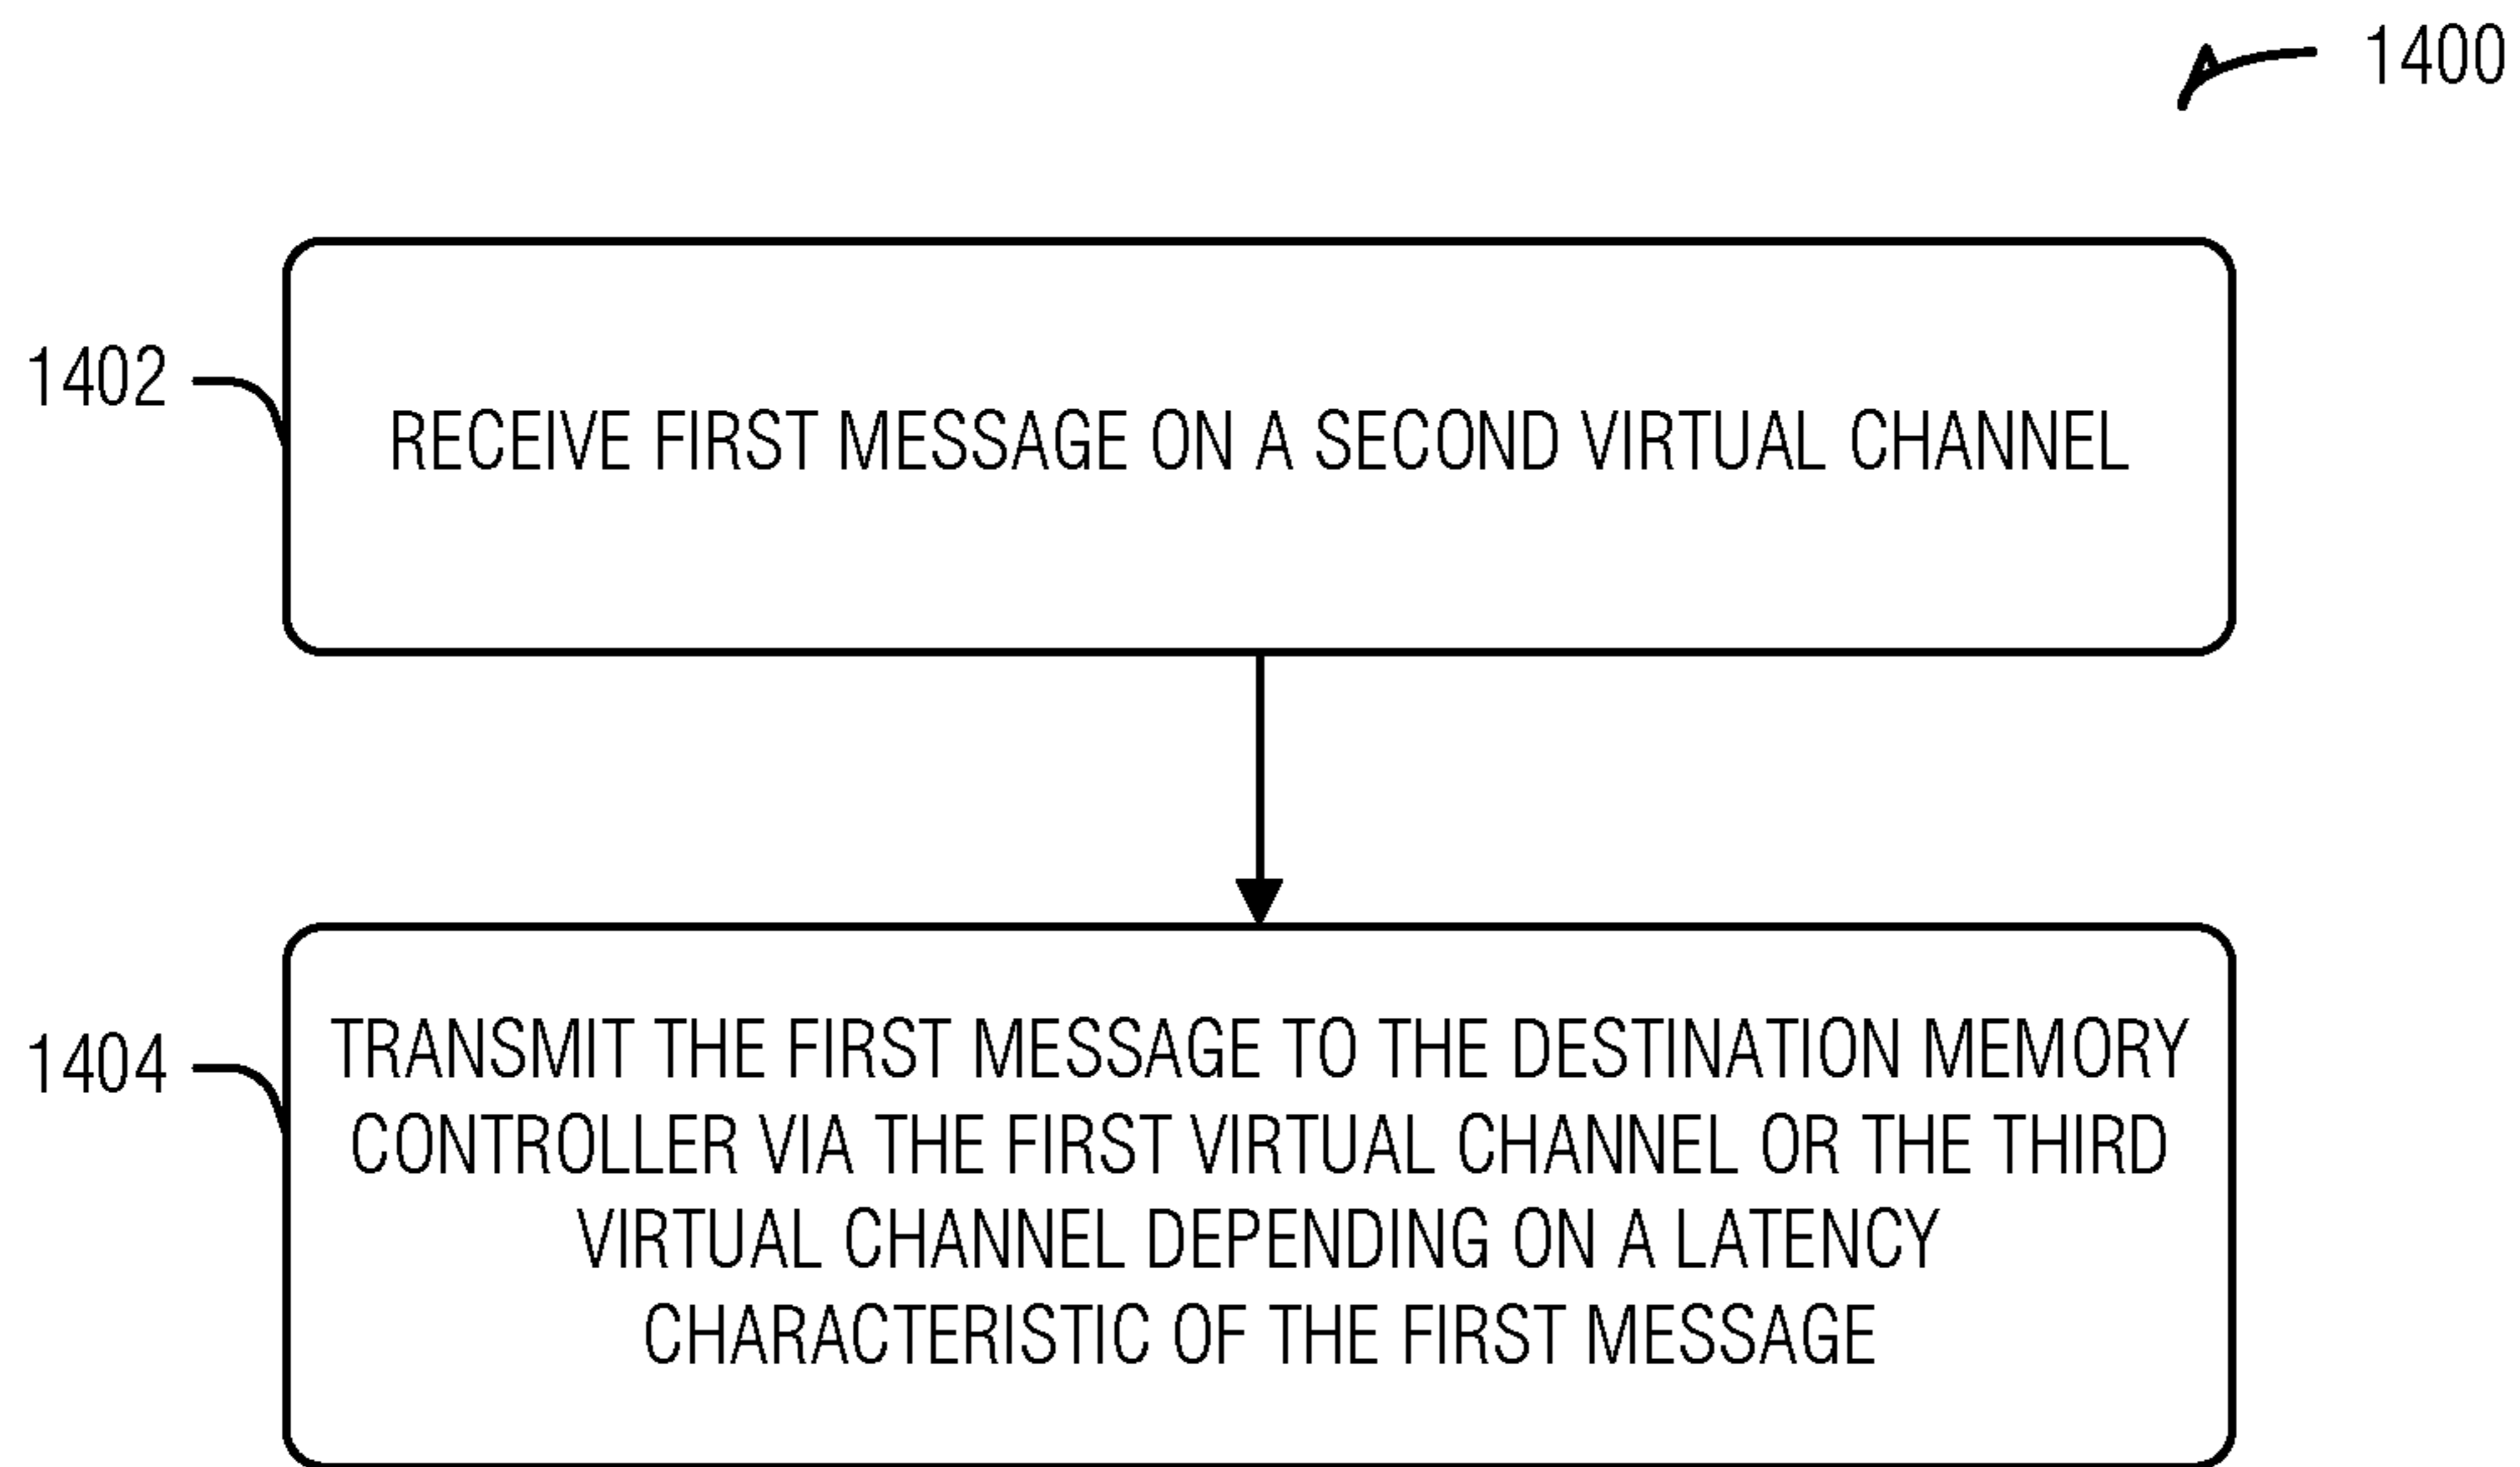 1400
1402
RECEIVE FIRST MESSAGE ON A SECOND VIRTUAL CHANNEL
1404
TRANSMIT THE FIRST MESSAGE TO THE DESTINATION MEMORY
CONTROLLER VIA THE FIRST VIRTUAL CHANNEL OR THE THIRD
VIRTUAL CHANNEL DEPENDING ON A LATENCY
CHARACTERISTIC OF THE FIRST MESSAGE